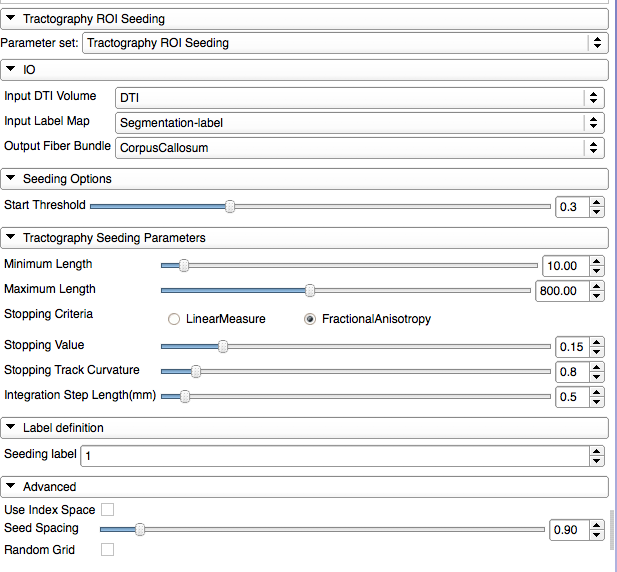 Tractography ROI Seeding
Parameter set: Tractography ROI Seeding
IO
Input DTI Volume DTI
Input Label Map Segmentation-label
Output Fiber Bundle CorpusCallosum
Seeding Options
Start Threshold 0.3
Tractography Seeding Parameters
Minimum Length 10.00
Maximum Length 800.00
Stopping Criteria LinearMeasure FractionalAnisotropy
Stopping Value 0.15
Stopping Track Curvature 0.8
Integration Step Length(mm) 0.5
Label definition
Seeding label 1
Advanced
Use Index Space
Seed Spacing 0.90
Random Grid